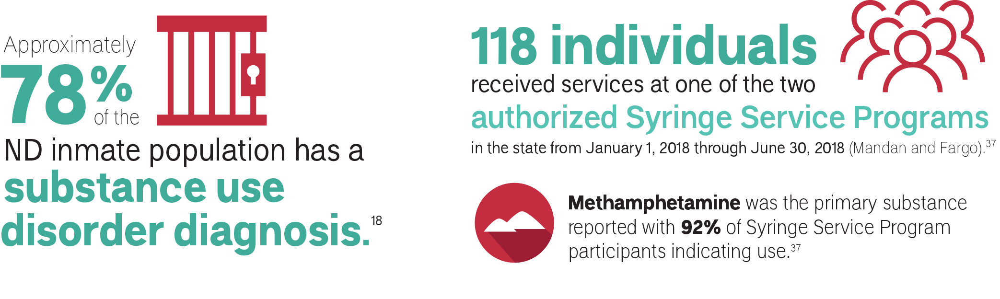 Approximately
78%
of the
ND inmate population has a
substance use
disorder diagnosis.18
118 individuals
received services at one of the two
authorized Syringe Service Programs
in the state from January 1, 2018 through June 30, 2018 (Mandan and Fargo).37
Methamphetamine was the primary substance
reported with 92% of Syringe Service Program
participants indicating use.37